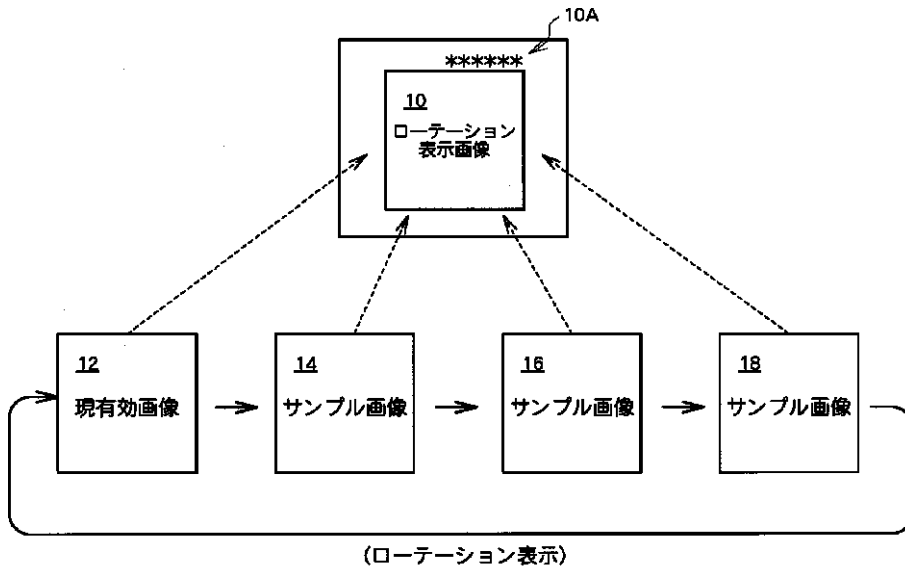 10A
******
10
ローテーション
表示画像
12
現有効画像
14
サンプル画像
16
サンプル画像
18
サンプル画像
(ローテーション表示)